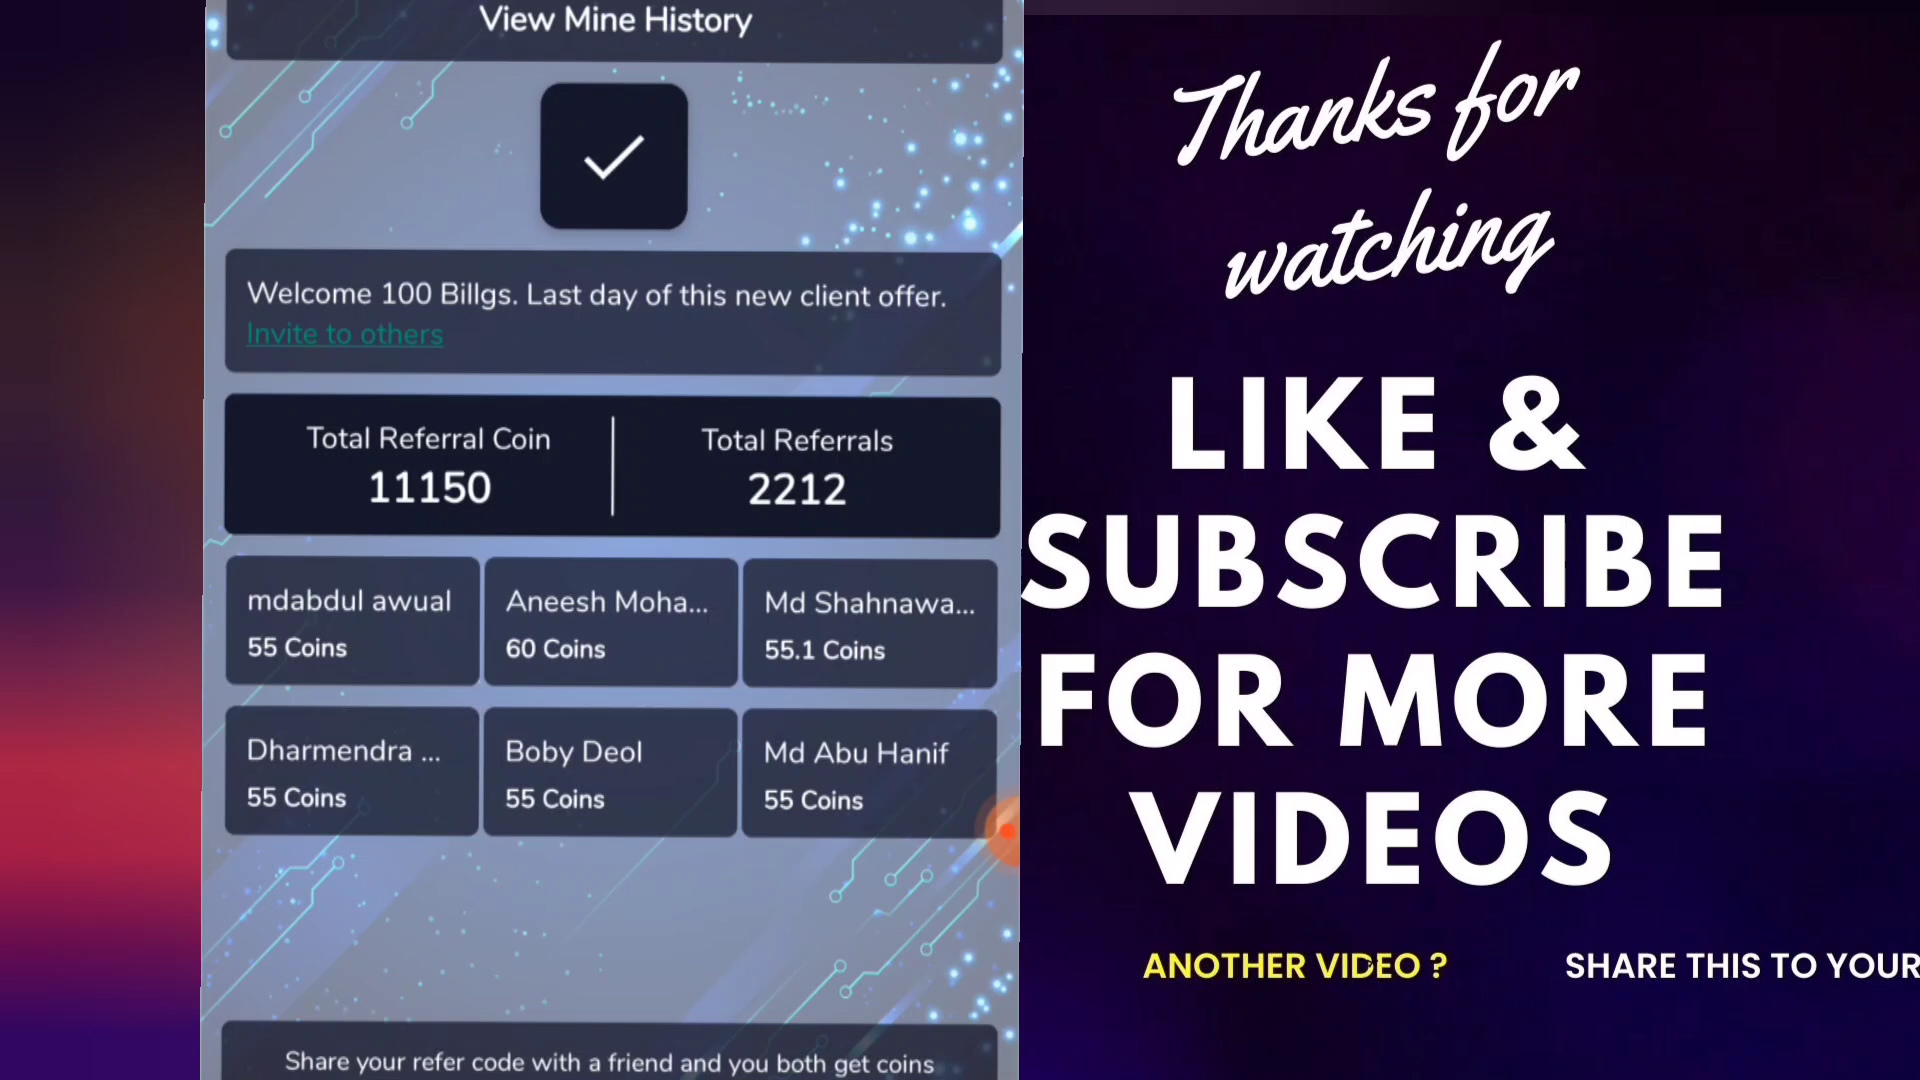 View Mine History
Welcome 100 Billgs. Last day of this new client offer.
Invite to others
Total Referral Coin
11150
Total Referrals
2212
mdabdul awual
55 Coins
Aneesh Moha...
60 Coins
Md Shahnawa...
55.1 Coins
Dharmendra ...
55 Coins
Boby Deol
55 Coins
Md Abu Hanif
55 Coins
Share your refer code with a friend and you both get coins
Thanks for
watching
LIKE &
SUBSCRIBE
FOR MORE
VIDEOS
ANOTHER VIDEO ?
SHARE THIS TO YOUR